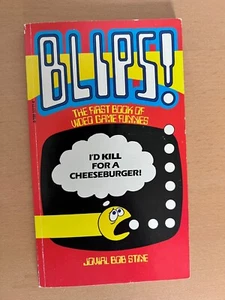 BLIPS!
THE FIRST BOOK OF
VIDEO GAME FUNNIES
I'D KILL
FOR A
CHEESEBURGER!
JOVIAL BOB STINE